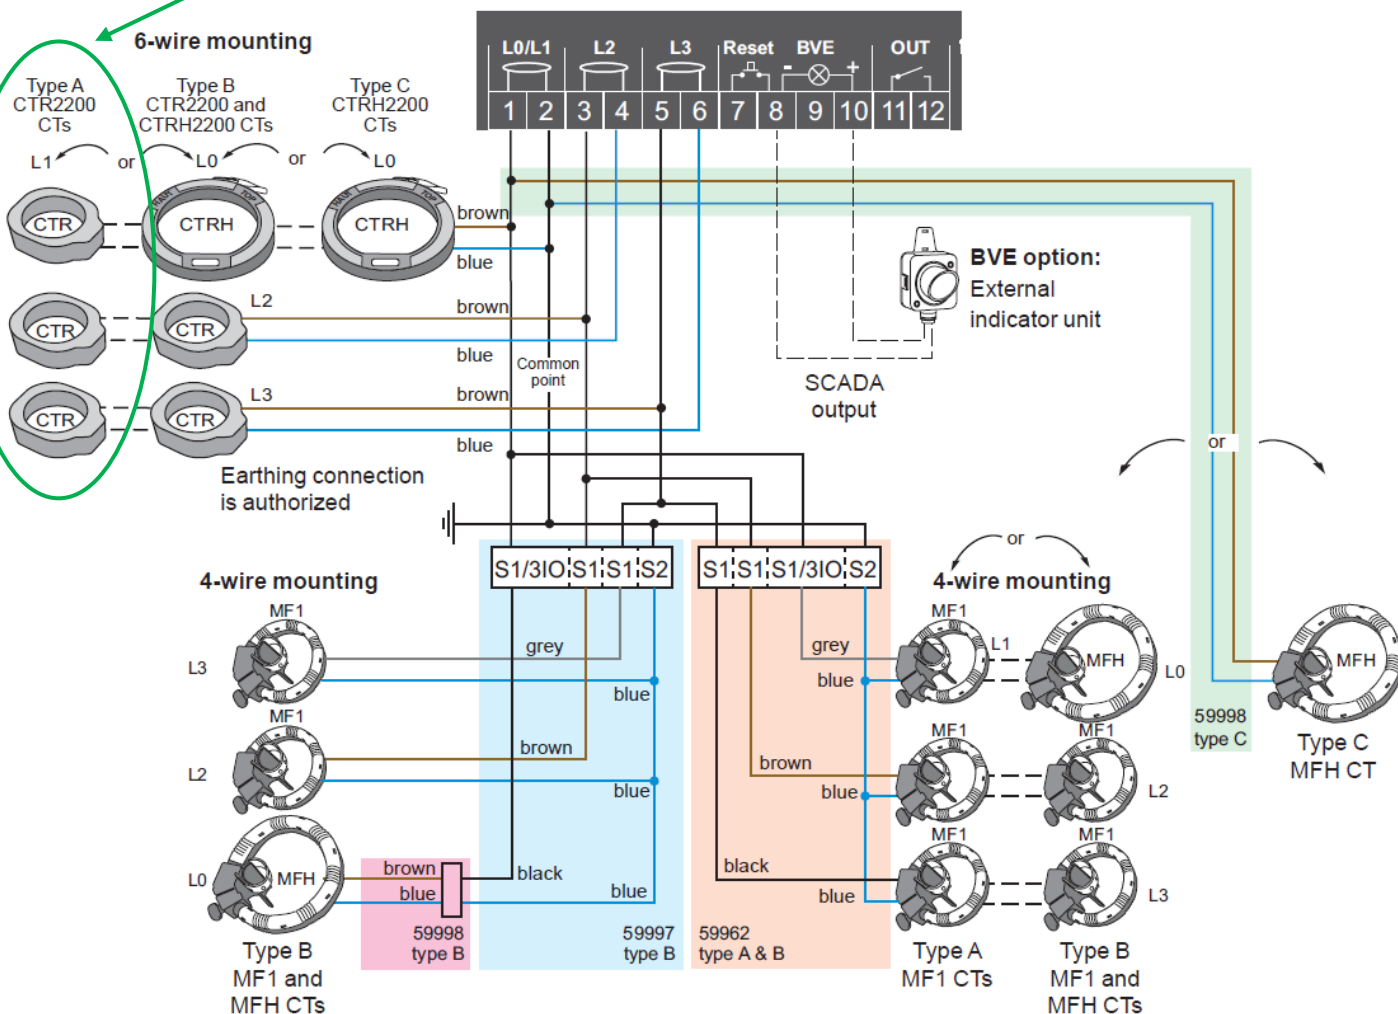 6-wire mounting
L0/L1 L2 L3 Reset BVE OUT
- +
1 2 3 4 5 6 7 8 9 10 11 12
Type A
CTR2200
CTs
Type B
CTR2200 and
CTRH2200 CTs
Type C
CTRH2200
CTs
L1 or L0 or L0
TOP TOP
CTR CTRH CTRH
brown
blue
L2
CTR CTR
brown
blue
Common
point
L3
CTR CTR
brown
blue
Earthing connection
is authorized
BVE option:
External
indicator unit
SCADA
output
or
or
S1/3IO S1 S1 S2
S1 S1 S1/3IO S2
4-wire mounting
MF1
L3
grey
blue
MF1
L2
brown
blue
L0
MFH
brown
blue
black
blue
59998
type B
59997
type B
Type B
MF1 and
MFH CTs
4-wire mounting
MF1
L1
MFH
L0
grey
blue
MF1 MF1
brown
blue
L2
MF1 MF1
black
blue
L3
59962
type A & B
Type A
MF1 CTs
Type B
MF1 and
MFH CTs
59998
type C
MFH
Type C
MFH CT